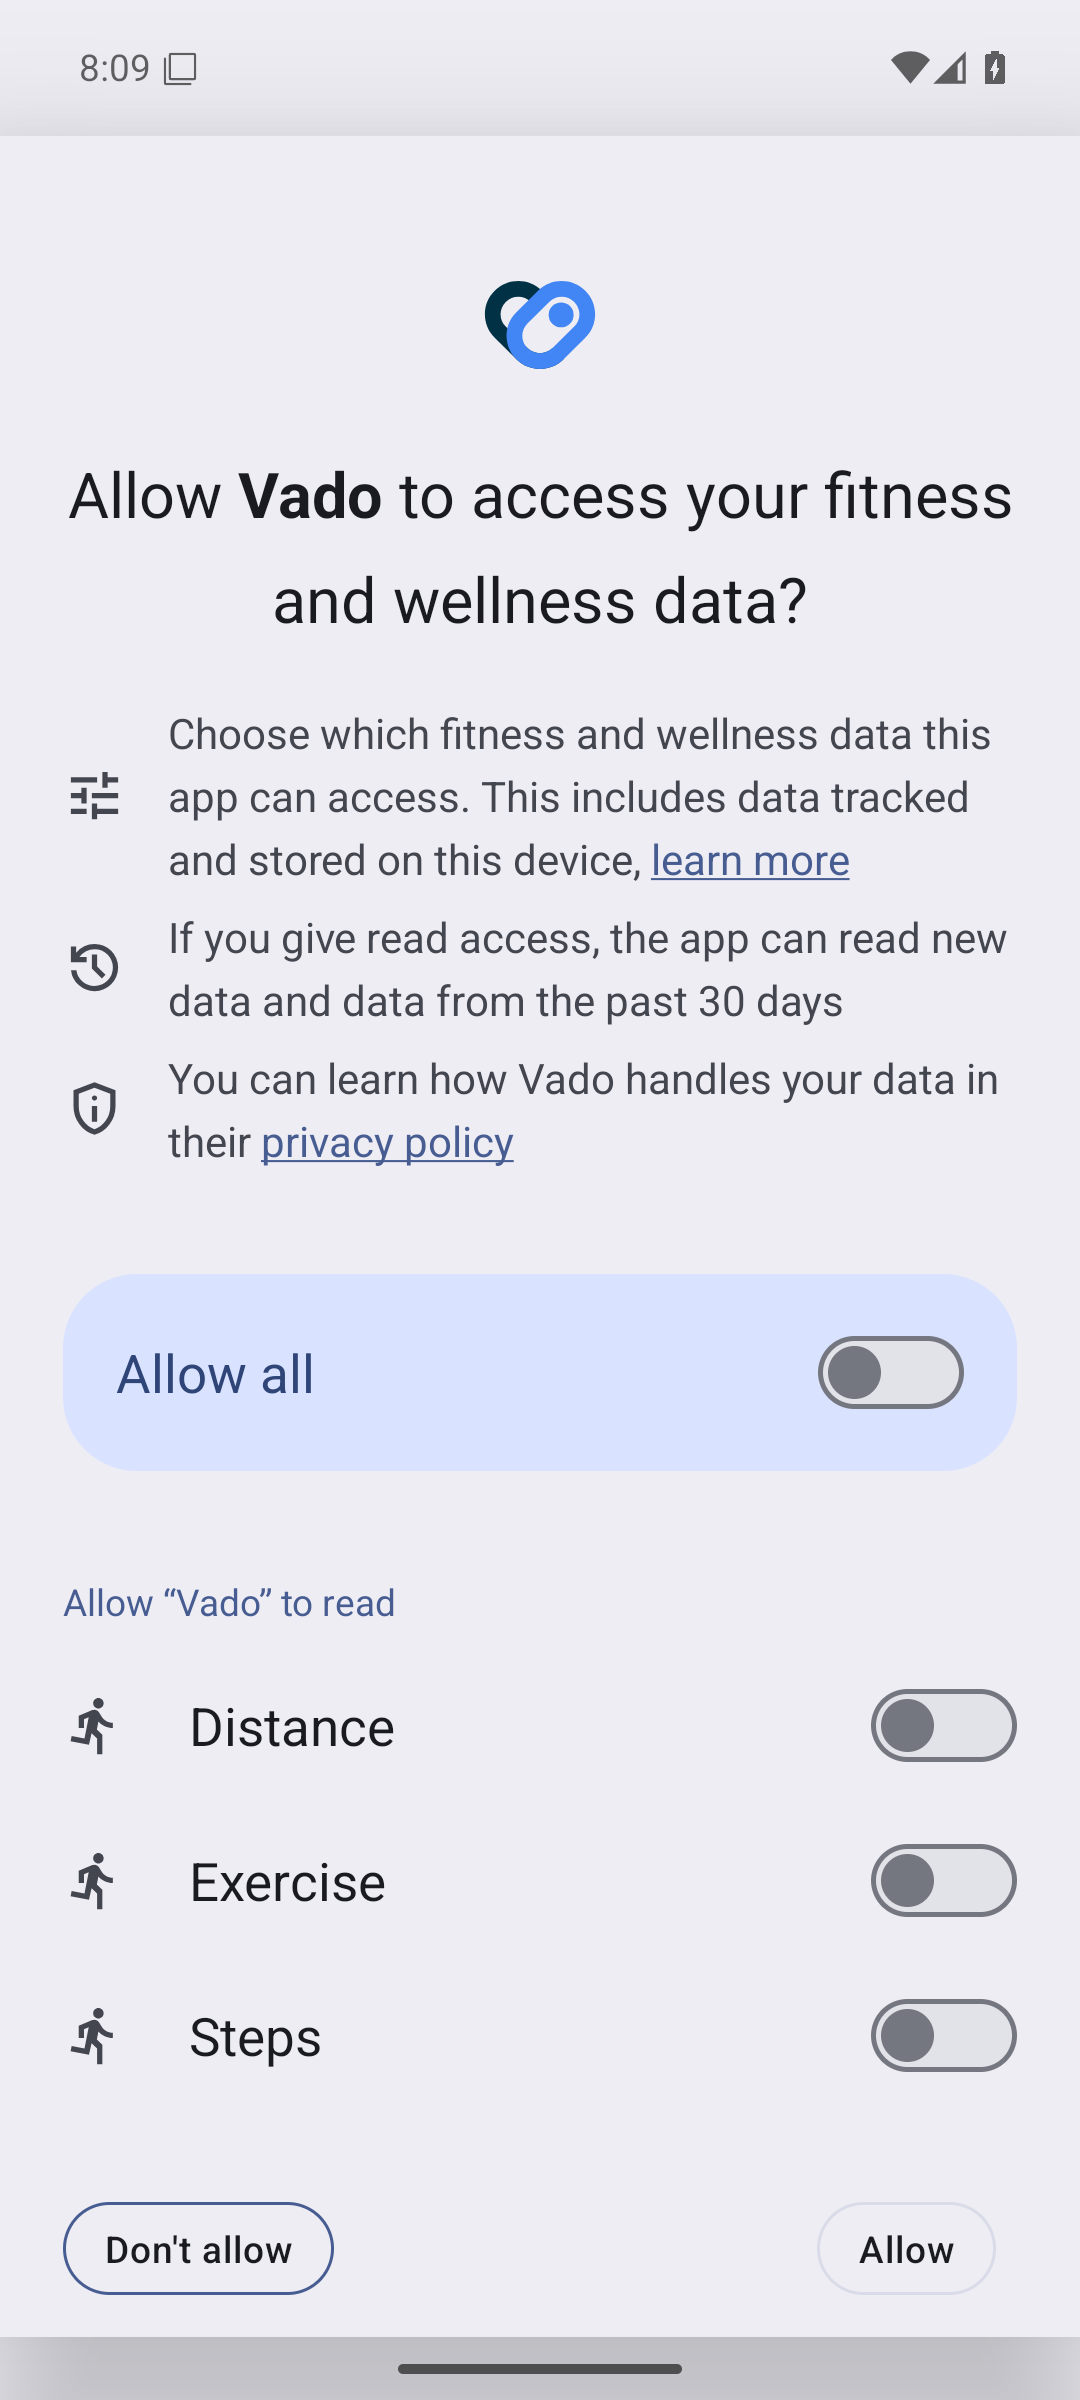 8:09
Allow Vado to access your fitness
and wellness data?
Choose which fitness and wellness data this
app can access. This includes data tracked
and stored on this device, learn more
If you give read access, the app can read new
data and data from the past 30 days
You can learn how Vado handles your data in
their privacy policy
Allow all
Allow “Vado” to read
Distance
Exercise
Steps
Don't allow
Allow